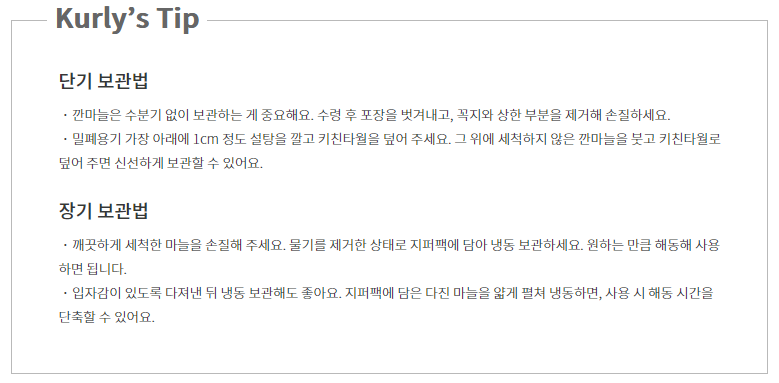 Kurly’s Tip
단기 보관법
· 깐마늘은 수분기 없이 보관하는 게 중요해요. 수령 후 포장을 벗겨내고, 꼭지와 상한 부분을 제거해 손질하세요.
· 밀폐용기 가장 아래에 1cm 정도 설탕을 깔고 키친타월을 덮어 주세요. 그 위에 세척하지 않은 깐마늘을 붓고 키친타월로
덮어 주면 신선하게 보관할 수 있어요.
장기 보관법
· 깨끗하게 세척한 마늘을 손질해 주세요. 물기를 제거한 상태로 지퍼팩에 담아 냉동 보관하세요. 원하는 만큼 해동해 사용
하면 됩니다.
· 입자감이 있도록 다져낸 뒤 냉동 보관해도 좋아요. 지퍼팩에 담은 다진 마늘을 얇게 펼쳐 냉동하면, 사용 시 해동 시간을
단축할 수 있어요.